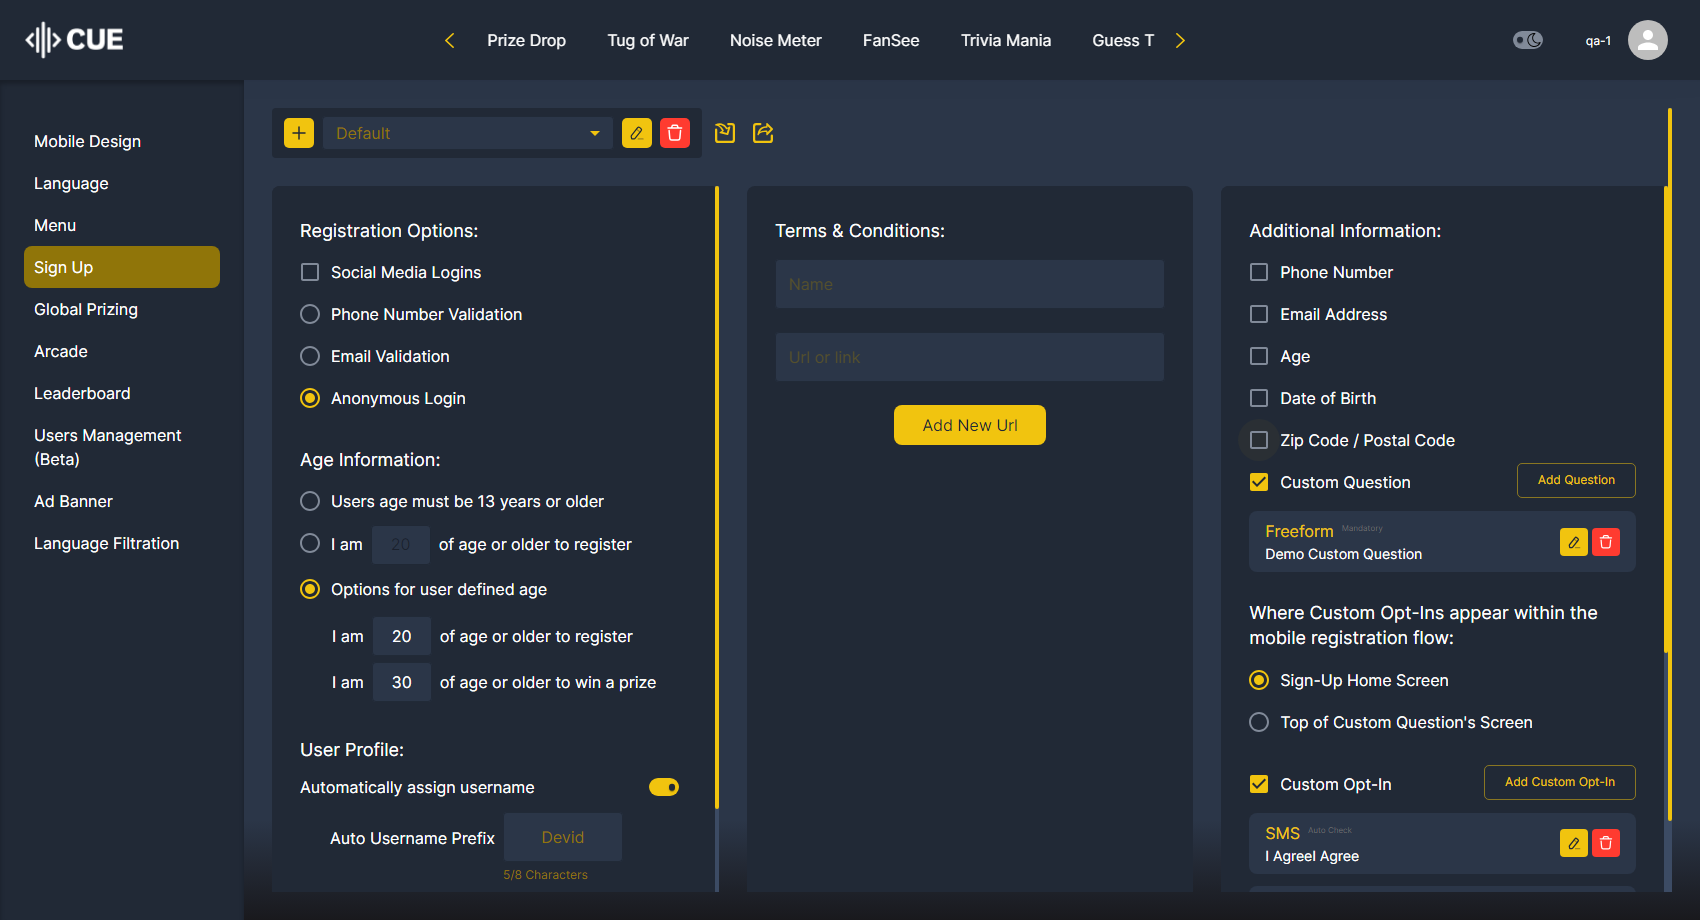 CUE
Prize Drop
Tug of War
Noise Meter
FanSee
Trivia Mania
Guess T
qa-1
Mobile Design
Language
Menu
Sign Up
Global Prizing
Arcade
Leaderboard
Users Management
(Beta)
Ad Banner
Language Filtration
Default
Registration Options:
Social Media Logins
Phone Number Validation
Email Validation
Anonymous Login
Age Information:
Users age must be 13 years or older
I am 20 of age or older to register
Options for user defined age
I am 20 of age or older to register
I am 30 of age or older to win a prize
User Profile:
Automatically assign username
Auto Username Prefix Devid
5/8 Characters
Terms & Conditions:
Name
Url or link
Add New Url
Additional Information:
Phone Number
Email Address
Age
Date of Birth
Zip Code / Postal Code
Custom Question
Add Question
Freeform Mandatory
Demo Custom Question
Where Custom Opt-Ins appear within the
mobile registration flow:
Sign-Up Home Screen
Top of Custom Question's Screen
Custom Opt-In
Add Custom Opt-In
SMS Auto Check
I AgreeI Agree